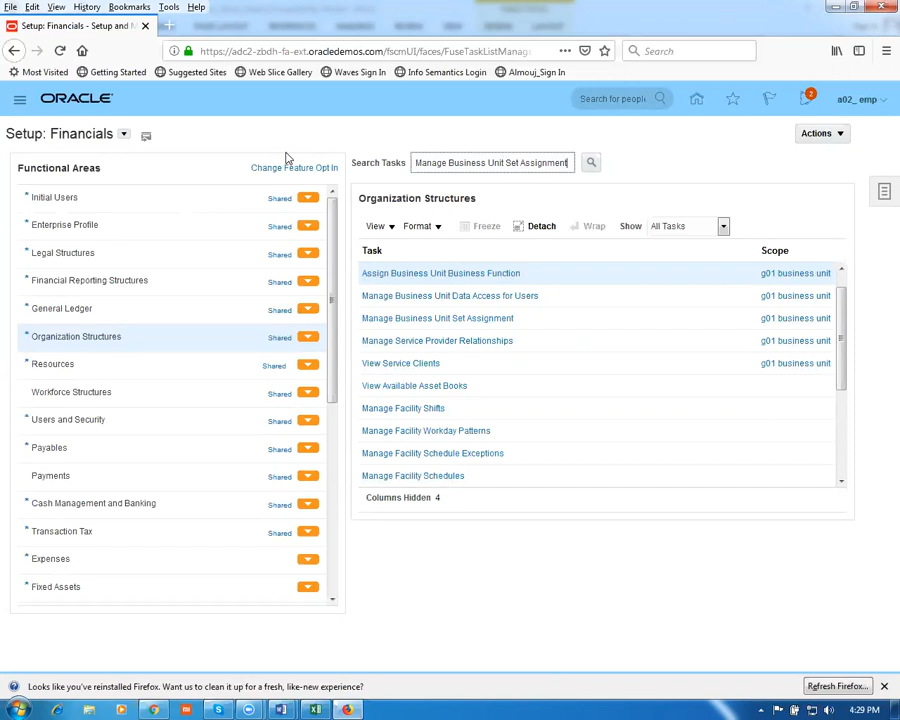 File Edit View History Bookmarks Tools Help
Setup: Financials - Setup and M
https://adc2-zbdh-fa-ext.oracledemos.com/fscmUI/faces/FuseTaskListManag
Search
Most Visited Getting Started Suggested Sites Web Slice Gallery Waves Sign In Info Semantics Login Almouj_Sign In
ORACLE
Search for people
2
a02_ emp
Setup: Financials
Actions
Functional Areas
Change Feature Opt In
Search Tasks Manage Business Unit Set Assignment
Initial Users Shared
Enterprise Profile Shared
Legal Structures Shared
Financial Reporting Structures Shared
General Ledger Shared
Organization Structures Shared
Resources Shared
Workforce Structures Shared
Users and Security Shared
Payables Shared
Payments Shared
Cash Management and Banking Shared
Transaction Tax Shared
Expenses
Fixed Assets
Organization Structures
View Format Freeze Detach Wrap Show All Tasks
Task Scope
Assign Business Unit Business Function g01 business unit
Manage Business Unit Data Access for Users g01 business unit
Manage Business Unit Set Assignment g01 business unit
Manage Service Provider Relationships g01 business unit
View Service Clients g01 business unit
View Available Asset Books
Manage Facility Shifts
Manage Facility Workday Patterns
Manage Facility Schedule Exceptions
Manage Facility Schedules
Columns Hidden 4
Looks like you've reinstalled Firefox. Want us to clean it up for a fresh, like-new experience?
Refresh Firefox...
4:29 PM